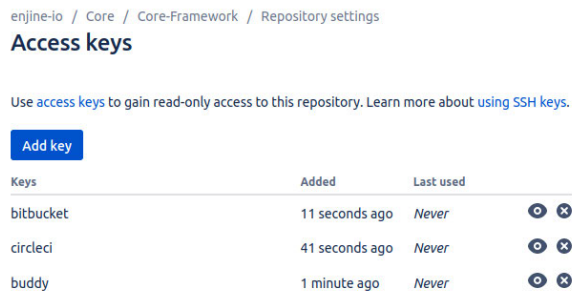 enjine-io / Core / Core-Framework / Repository settings
Access keys
Use access keys to gain read-only access to this repository. Learn more about using SSH keys.
Add key
Keys Added Last used
bitbucket 11 seconds ago Never
circleci 41 seconds ago Never
buddy 1 minute ago Never